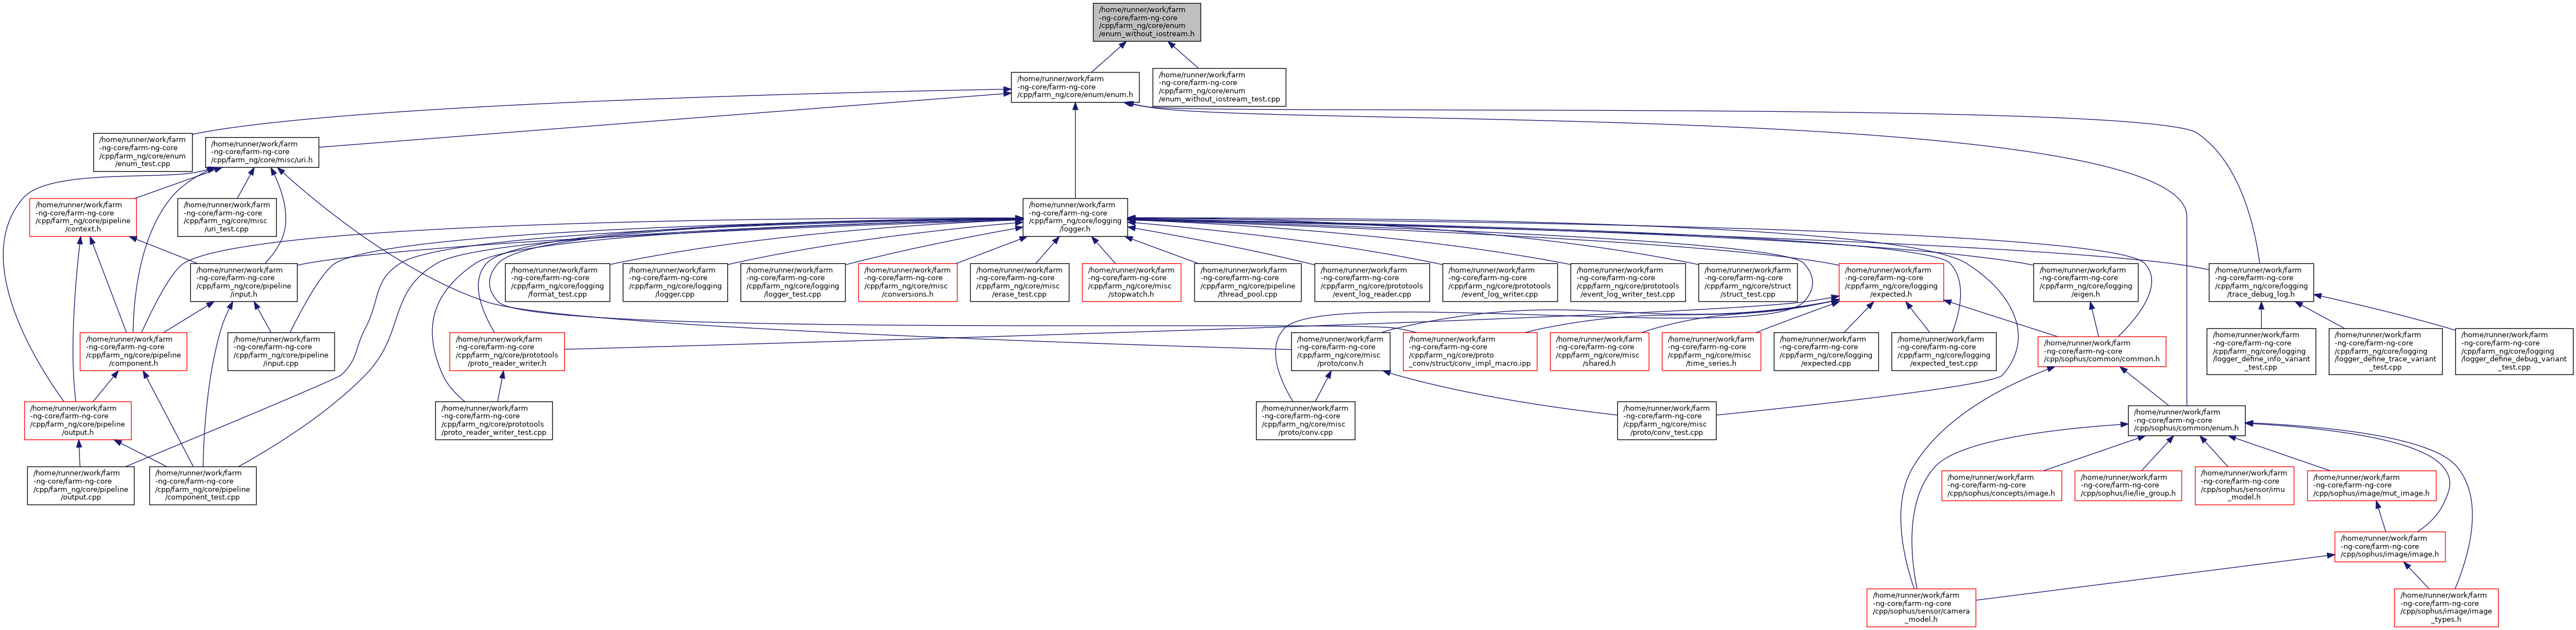 /home/runner/work/farm
-ng-core/farm-ng-core
/cpp/farm_ng/core/enum
/enum_without_iostream.h
/home/runner/work/farm
-ng-core/farm-ng-core
/cpp/farm_ng/core/enum/enum.h
/home/runner/work/farm
-ng-core/farm-ng-core
/cpp/farm_ng/core/enum
/enum_without_iostream_test.cpp
/home/runner/work/farm
-ng-core/farm-ng-core
/cpp/farm_ng/core/enum
/enum_test.cpp
/home/runner/work/farm
-ng-core/farm-ng-core
/cpp/farm_ng/core/misc/uri.h
/home/runner/work/farm
-ng-core/farm-ng-core
/cpp/farm_ng/core/pipeline
/context.h
/home/runner/work/farm
-ng-core/farm-ng-core
/cpp/farm_ng/core/misc
/uri_test.cpp
/home/runner/work/farm
-ng-core/farm-ng-core
/cpp/farm_ng/core/logging
/logger.h
/home/runner/work/farm
-ng-core/farm-ng-core
/cpp/farm_ng/core/pipeline
/input.h
/home/runner/work/farm
-ng-core/farm-ng-core
/cpp/farm_ng/core/logging
/format_test.cpp
/home/runner/work/farm
-ng-core/farm-ng-core
/cpp/farm_ng/core/logging
/logger.cpp
/home/runner/work/farm
-ng-core/farm-ng-core
/cpp/farm_ng/core/logging
/logger_test.cpp
/home/runner/work/farm
-ng-core/farm-ng-core
/cpp/farm_ng/core/misc
/conversions.h
/home/runner/work/farm
-ng-core/farm-ng-core
/cpp/farm_ng/core/misc
/erase_test.cpp
/home/runner/work/farm
-ng-core/farm-ng-core
/cpp/farm_ng/core/misc
/stopwatch.h
/home/runner/work/farm
-ng-core/farm-ng-core
/cpp/farm_ng/core/pipeline
/thread_pool.cpp
/home/runner/work/farm
-ng-core/farm-ng-core
/cpp/farm_ng/core/prototools
/event_log_reader.cpp
/home/runner/work/farm
-ng-core/farm-ng-core
/cpp/farm_ng/core/prototools
/event_log_writer.cpp
/home/runner/work/farm
-ng-core/farm-ng-core
/cpp/farm_ng/core/prototools
/event_log_writer_test.cpp
/home/runner/work/farm
-ng-core/farm-ng-core
/cpp/farm_ng/core/struct
/struct_test.cpp
/home/runner/work/farm
-ng-core/farm-ng-core
/cpp/farm_ng/core/logging
/expected.h
/home/runner/work/farm
-ng-core/farm-ng-core
/cpp/farm_ng/core/logging
/eigen.h
/home/runner/work/farm
-ng-core/farm-ng-core
/cpp/farm_ng/core/logging
/trace_debug_log.h
/home/runner/work/farm
-ng-core/farm-ng-core
/cpp/farm_ng/core/pipeline
/component.h
/home/runner/work/farm
-ng-core/farm-ng-core
/cpp/farm_ng/core/pipeline
/input.cpp
/home/runner/work/farm
-ng-core/farm-ng-core
/cpp/farm_ng/core/prototools
/proto_reader_writer.h
/home/runner/work/farm
-ng-core/farm-ng-core
/cpp/farm_ng/core/misc
/proto/conv.h
/home/runner/work/farm
-ng-core/farm-ng-core
/cpp/farm_ng/core/proto
_conv/struct/conv_impl_macro.ipp
/home/runner/work/farm
-ng-core/farm-ng-core
/cpp/farm_ng/core/misc
/shared.h
/home/runner/work/farm
-ng-core/farm-ng-core
/cpp/farm_ng/core/misc
/time_series.h
/home/runner/work/farm
-ng-core/farm-ng-core
/cpp/farm_ng/core/logging
/expected.cpp
/home/runner/work/farm
-ng-core/farm-ng-core
/cpp/farm_ng/core/logging
/expected_test.cpp
/home/runner/work/farm
-ng-core/farm-ng-core
/cpp/sophus/common/common.h
/home/runner/work/farm
-ng-core/farm-ng-core
/cpp/farm_ng/core/logging
/logger_define_info_variant
_test.cpp
/home/runner/work/farm
-ng-core/farm-ng-core
/cpp/farm_ng/core/logging
/logger_define_trace_variant
_test.cpp
/home/runner/work/farm
-ng-core/farm-ng-core
/cpp/farm_ng/core/logging
/logger_define_debug_variant
_test.cpp
/home/runner/work/farm
-ng-core/farm-ng-core
/cpp/farm_ng/core/pipeline
/output.h
/home/runner/work/farm
-ng-core/farm-ng-core
/cpp/farm_ng/core/prototools
/proto_reader_writer_test.cpp
/home/runner/work/farm
-ng-core/farm-ng-core
/cpp/farm_ng/core/misc
/proto/conv.cpp
/home/runner/work/farm
-ng-core/farm-ng-core
/cpp/farm_ng/core/misc
/proto/conv_test.cpp
/home/runner/work/farm
-ng-core/farm-ng-core
/cpp/sophus/common/enum.h
/home/runner/work/farm
-ng-core/farm-ng-core
/cpp/farm_ng/core/pipeline
/output.cpp
/home/runner/work/farm
-ng-core/farm-ng-core
/cpp/farm_ng/core/pipeline
/component_test.cpp
/home/runner/work/farm
-ng-core/farm-ng-core
/cpp/sophus/concepts/image.h
/home/runner/work/farm
-ng-core/farm-ng-core
/cpp/sophus/lie/lie_group.h
/home/runner/work/farm
-ng-core/farm-ng-core
/cpp/sophus/sensor/imu
_model.h
/home/runner/work/farm
-ng-core/farm-ng-core
/cpp/sophus/image/mut_image.h
/home/runner/work/farm
-ng-core/farm-ng-core
/cpp/sophus/image/image.h
/home/runner/work/farm
-ng-core/farm-ng-core
/cpp/sophus/sensor/camera
_model.h
/home/runner/work/farm
-ng-core/farm-ng-core
/cpp/sophus/image/image
_types.h